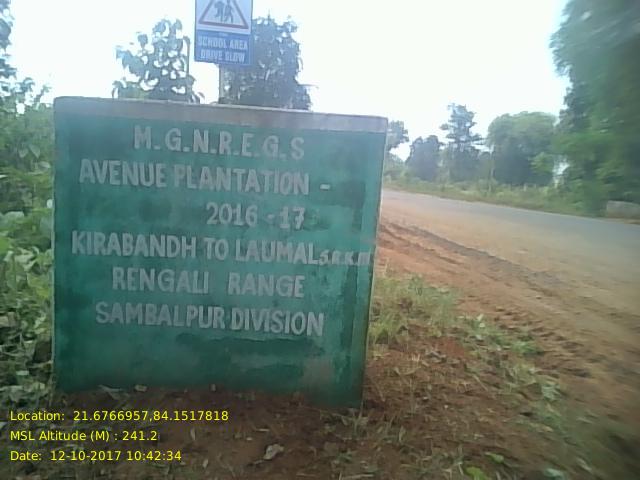 SCHOOL AREA
DRIVE SLOW
M.G.N.R.E.G.S
AVENUE PLANTATION -
2016-17
KIRABANDH TO LAUMAL
RENGALI RANGE
SAMBALPUR DIVISION
Location: 21.6766957,84.1517818
MSL Altitude (M) : 241.2
Date: 12-10-2017 10:42:34